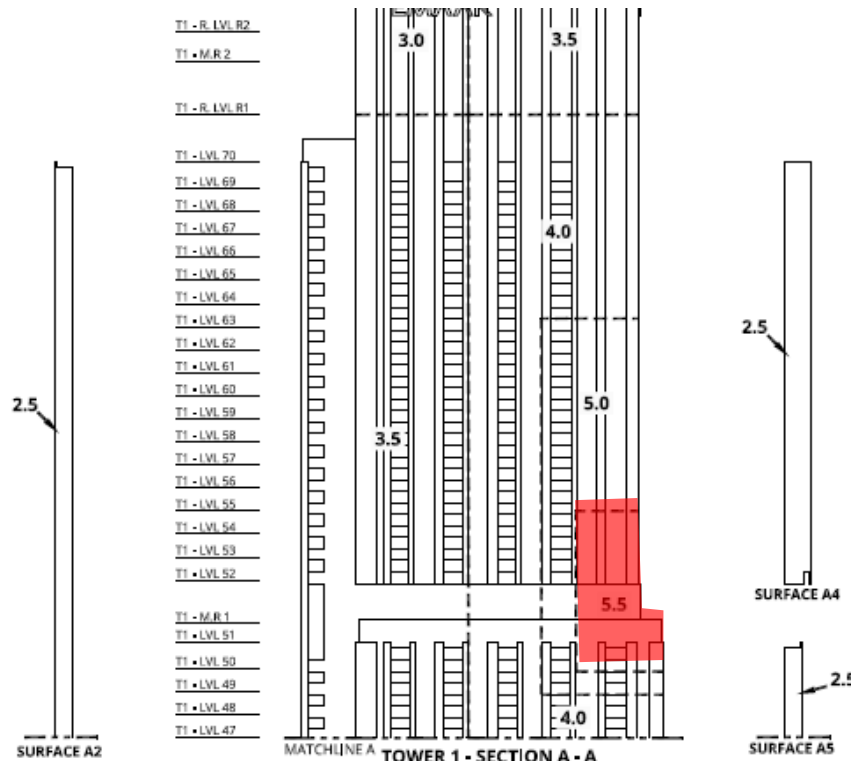 T1 - R. LVL R2
T1 • M.R 2
T1 - R. LVL R1
T1 - LVL 70
T1 - LVL 69
T1 - LVL 68
T1 • LVL 67
T1 - LVL 66
T1 - LVL 65
T1 - LVL 64
T1 • LVL 63
T1 • LVL 62
T1 • LVL 61
T1 • LVL 60
T1 • LVL 59
T1 • LVL 58
T1 • LVL 57
T1 • LVL 56
T1 - LVL 55
T1 - LVL 54
T1 - LVL 53
T1 - LVL 52
T1 - M.R 1
T1 • LVL 51
T1 • LVL 50
T1 • LVL 49
T1 - LVL 48
T1 • LVL 47
3.0
3.5
4.0
5.0
3.5
5.5
4.0
2.5
2.5
2.5
SURFACE A4
SURFACE A2
MATCHLINE A
TOWER 1 - SECTION A - A
SURFACE A5